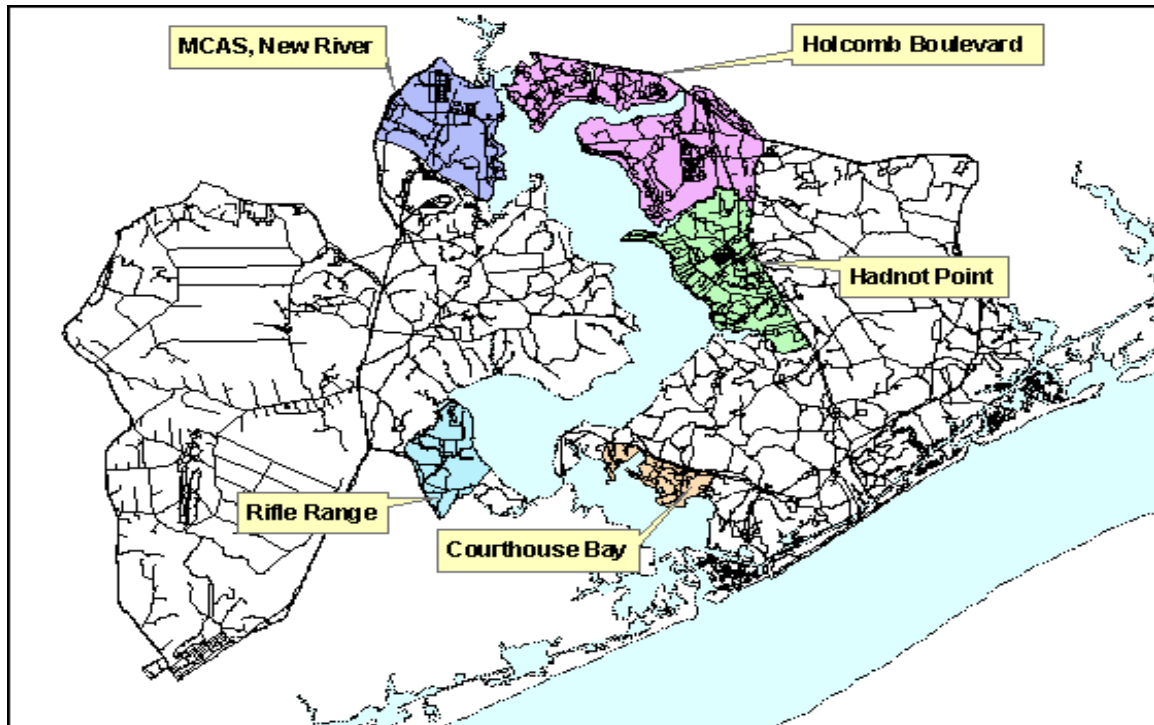 MCAS, New River
Holcomb Boulevard
Hadnot Point
Rifle Range
Courthouse Bay